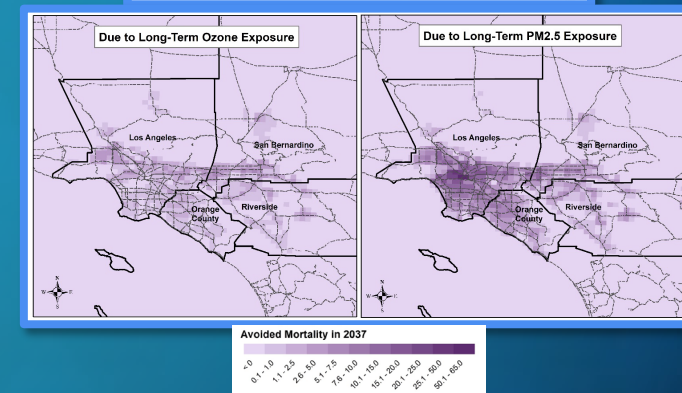 Due to Long-Term Ozone Exposure
Los Angeles
San Bernardino
Orange
County
Riverside
N
W
E
S
Due to Long-Term PM2.5 Exposure
Los Angeles
San Bernardino
Orange
County
Riverside
N
W
E
S
Avoided Mortality in 2037
< 0
0.1 - 1.0
1.1 - 2.5
2.6 - 5.0
5.1 - 7.5
7.6 - 10.0
10.1 - 15.0
15.1 - 20.0
20.1 - 25.0
25.1 - 50.0
50.1 - 65.0